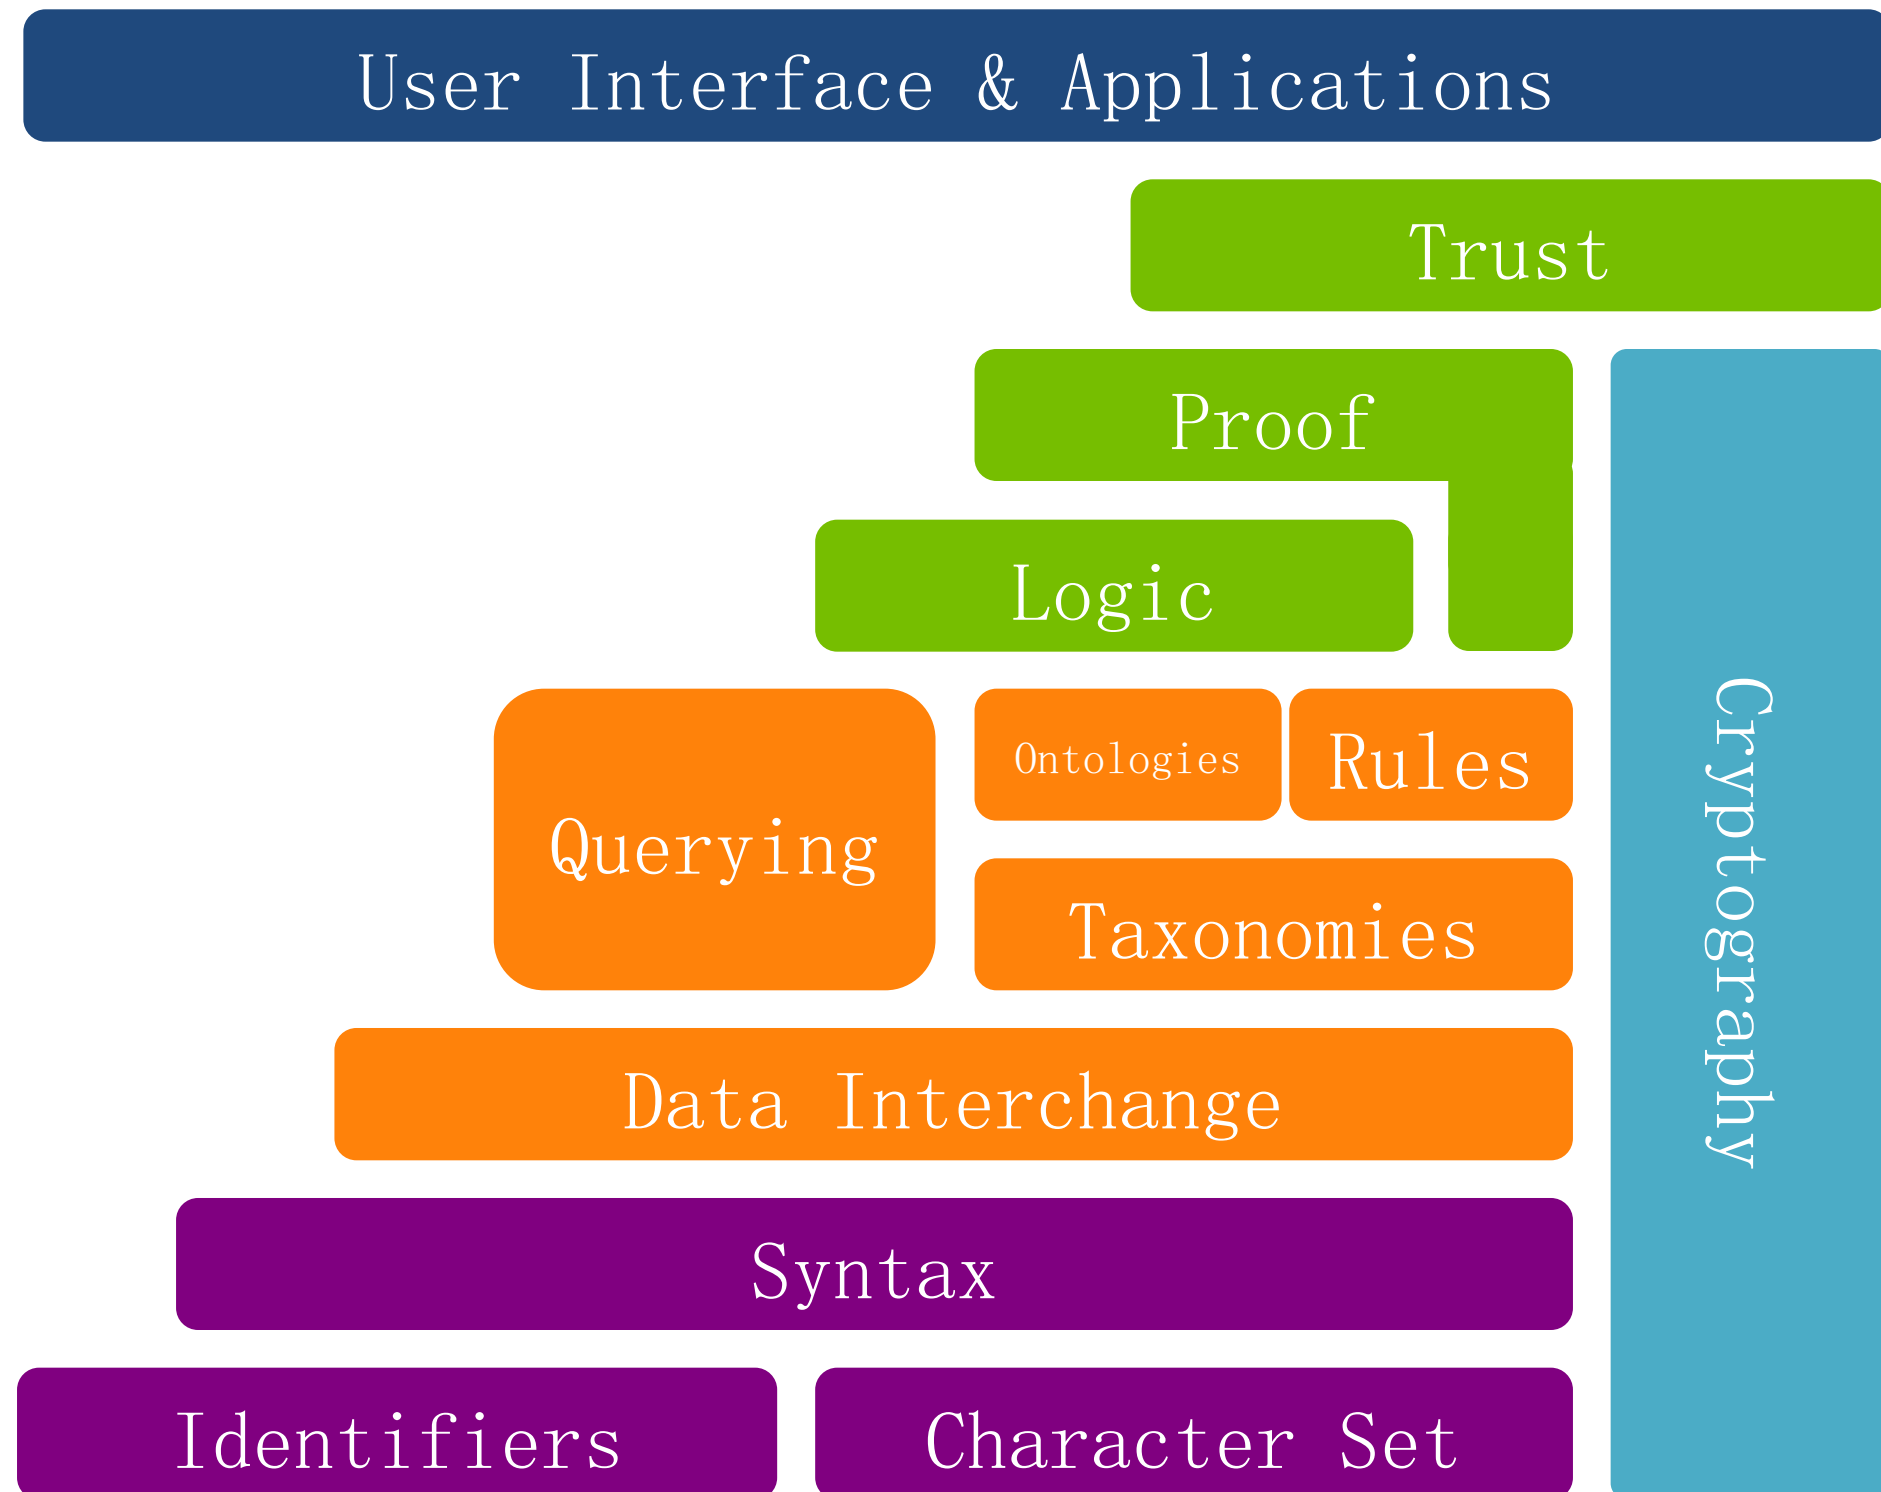 User Interface & Applications
Trust
Proof
Logic
Ontologies
Rules
Querying
Taxonomies
Cryptography
Data Interchange
Syntax
Identifiers
Character Set